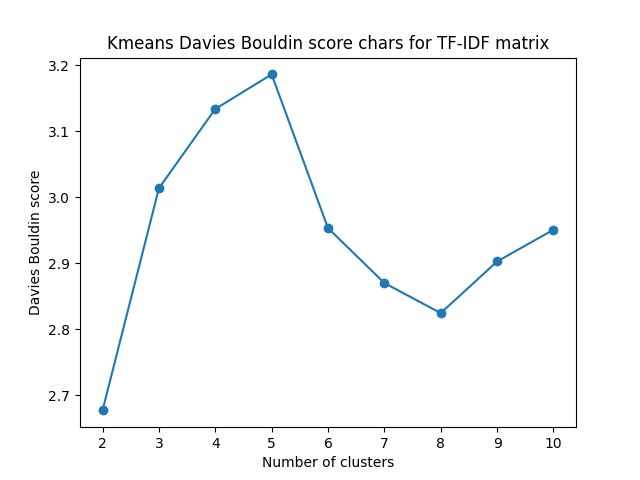 Kmeans Davies Bouldin score chars for TF-IDF matrix
3.2
3.1
3.0
2.9
2.8
2.7
Davies Bouldin score
2 3 4 5 6 7 8 9 10
Number of clusters